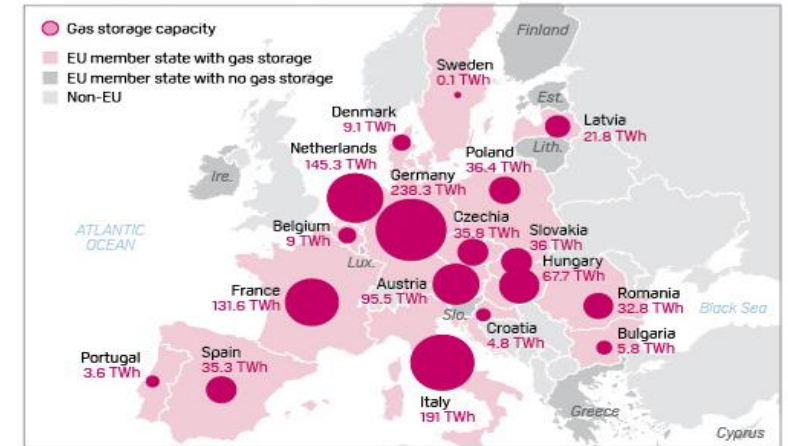 Gas storage capacity
EU member state with gas storage
EU member state with no gas storage
Non-EU
Finland
Sweden
0.1 TWh
Est.
Denmark
9.1 TWh
Latvia
21.8 TWh
Netherlands
145.3 TWh
Poland
36.4 TWh
Lith.
Ire.
Germany
238.3 TWh
ATLANTIC
OCEAN
Belgium
9 TWh
Czechia
35.8 TWh
Slovakia
36 TWh
Lux.
Hungary
67.7 TWh
France
131.6 TWh
Austria
95.5 TWh
Romania
32.8 TWh
Black Sea
Slo.
Croatia
4.8 TWh
Bulgaria
5.8 TWh
Portugal
3.6 TWh
Spain
35.3 TWh
Italy
191 TWh
Greece
Cyprus